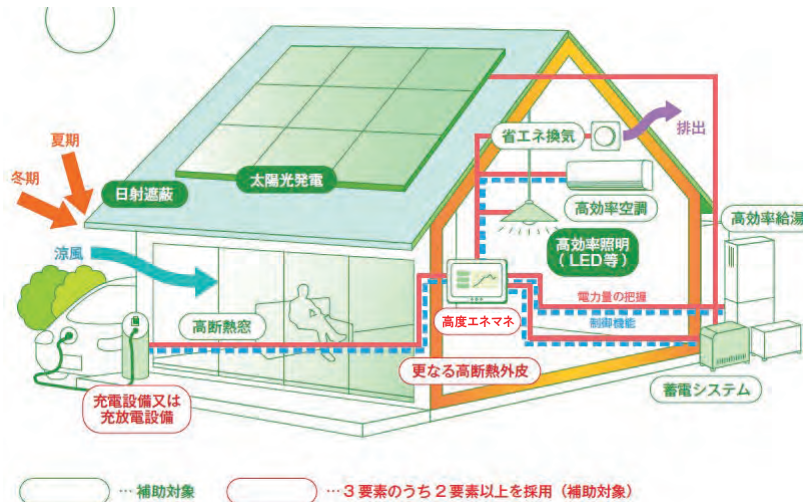 夏期
冬期
日射遮蔽
太陽光発電
省エネ換気
排出
高効率空調
高効率給湯
高効率照明
（LED等）
涼風
高断熱窓
高度エネマネ
電力量の把握
制御機能
更なる高断熱外皮
充電設備又は
充放電設備
蓄電システム
…補助対象
…3要素のうち2要素以上を採用（補助対象）